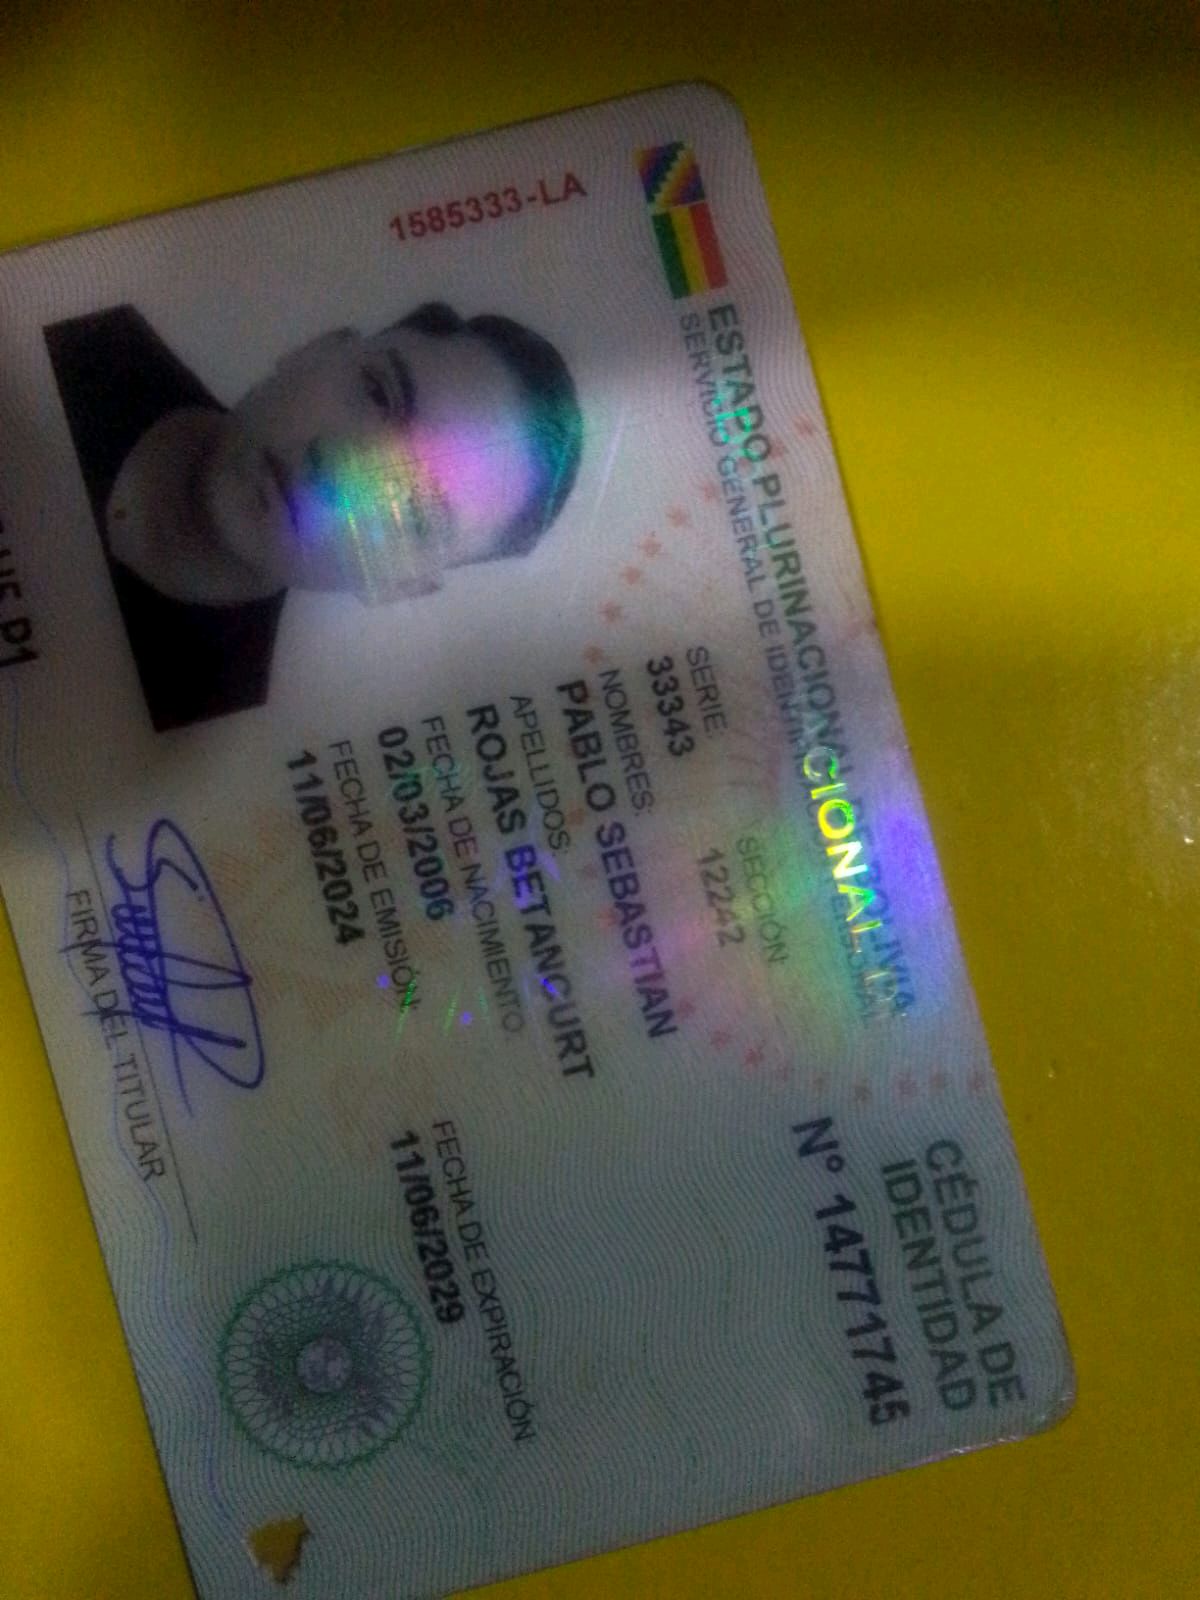 ESTADO PLURINACIONAL DE BOLIVIA
SERVICIO GENERAL DE IDENTIFICACIÓN PERSONAL
CÉDULA DE
IDENTIDAD
1585333-LA
SERIE:
33343
SECCIÓN:
12242
Nº 14771745
NOMBRES:
PABLO SEBASTIAN
APELLIDOS:
ROJAS BETANCURT
FECHA DE NACIMIENTO:
02/03/2006
FECHA DE EMISIÓN:
11/06/2024
FECHA DE EXPIRACIÓN
11/06/2029
FIRMA DEL TITULAR